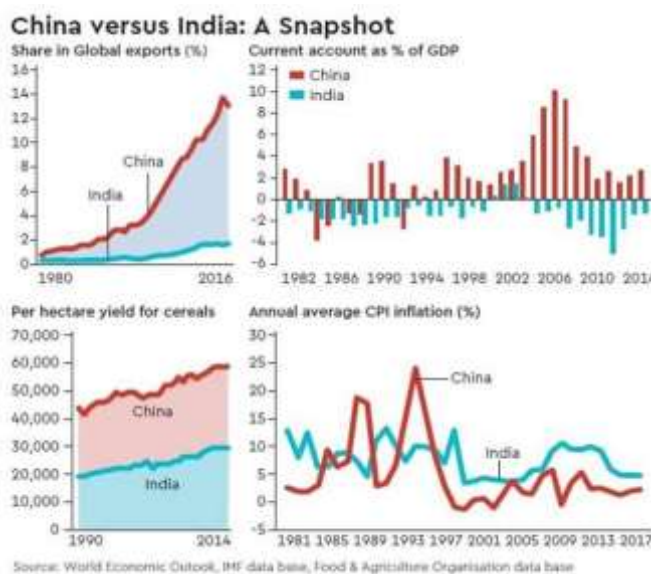 China versus India: A Snapshot
Share in Global exports (%)
16
14
12
10
8
6
4
2
0
China
India
1980 2016
Current account as % of GDP
12
10
8
6
4
2
0
-2
-4
-6
China
India
1982 1986 1990 1994 1998 2002 2006 2010 2014
Per hectare yield for cereals
70,000
60,000
50,000
40,000
30,000
20,000
10,000
0
China
India
1990 2014
Annual average CPI inflation (%)
30
25
20
15
10
5
0
-5
China
India
1981 1985 1989 1993 1997 2001 2005 2009 2013 2017
Source: World Economic Outlook, IMF data base, Food & Agriculture Organisation data base